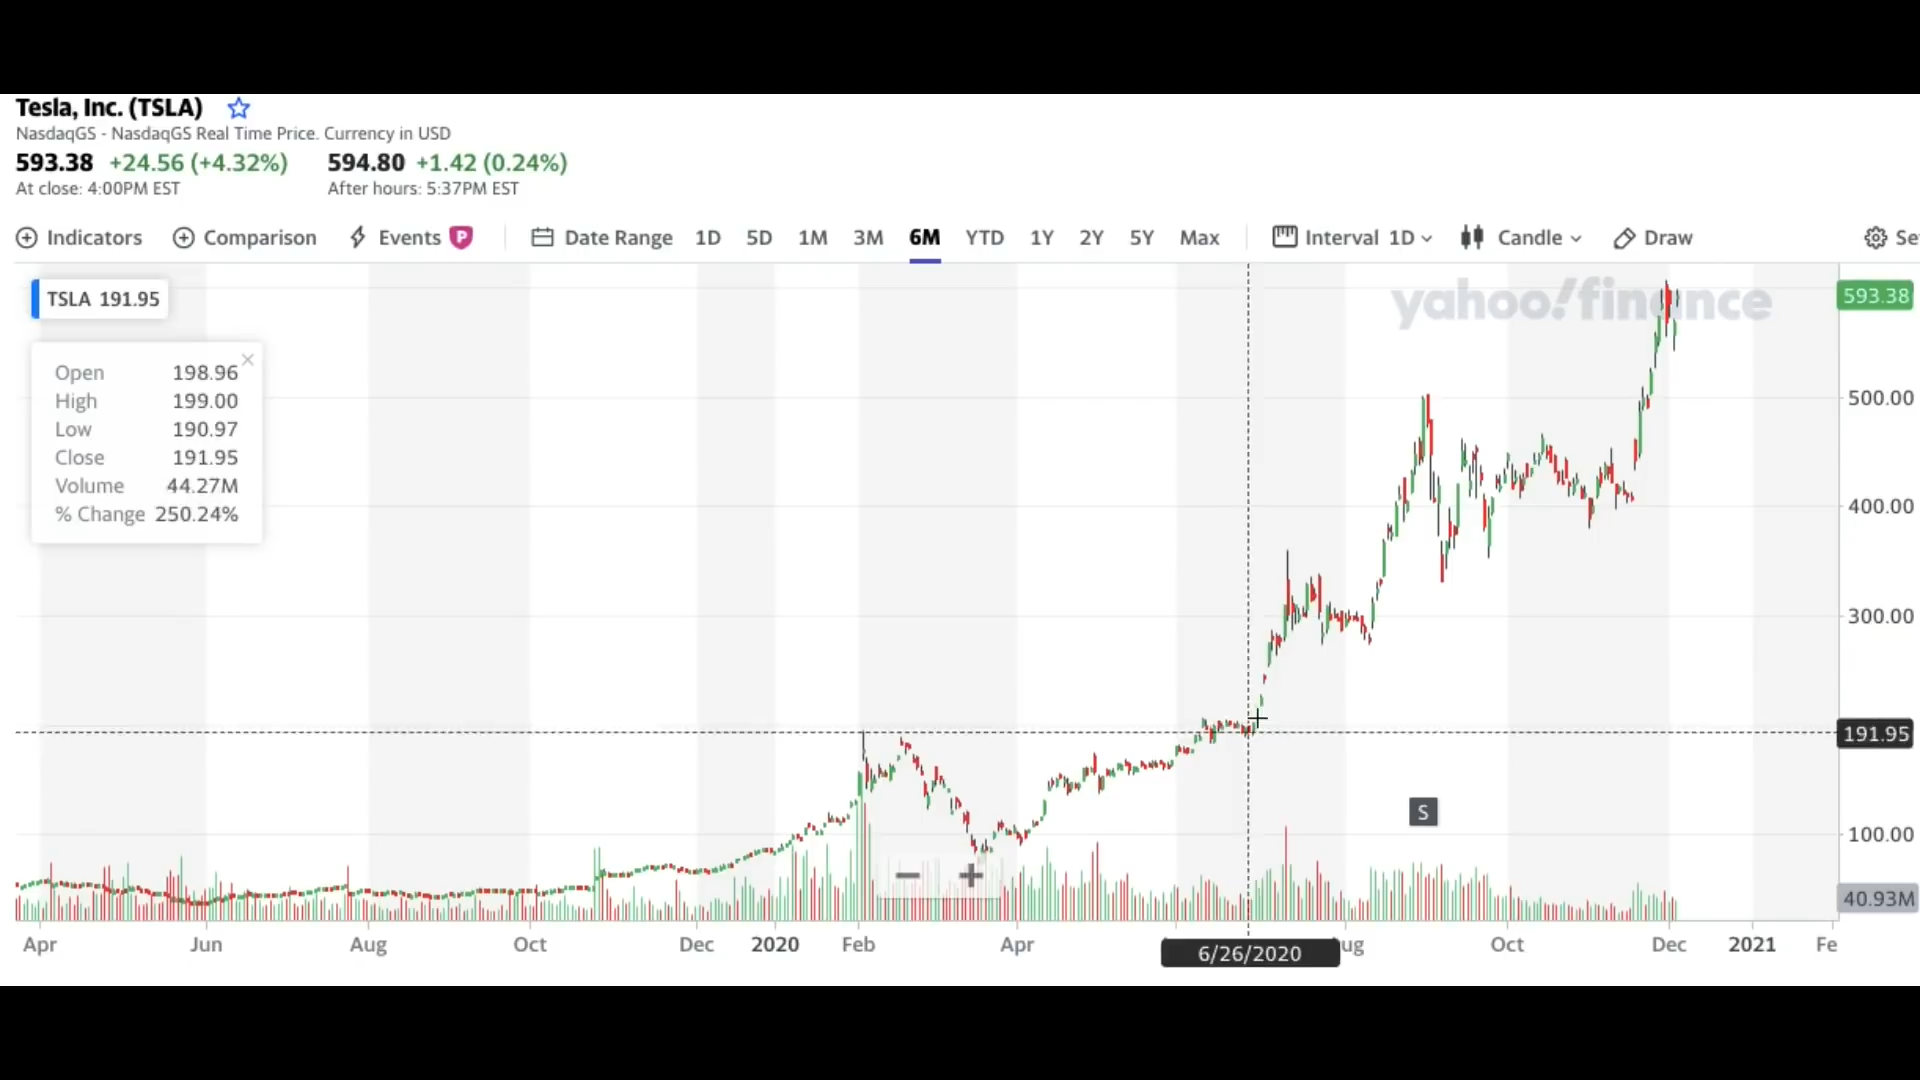 Tesla, Inc. (TSLA)
NasdaqGS - NasdaqGS Real Time Price. Currency in USD
593.38 +24.56 (+4.32%) 594.80 +1.42 (0.24%)
At close: 4:00PM EST After hours: 5:37PM EST
Indicators Comparison Events P Date Range 1D 5D 1M 3M 6M YTD 1Y 2Y 5Y Max Interval 1D Candle Draw Se
yahoo!finance
TSLA 191.95
593.38
Open 198.96
High 199.00
Low 190.97
Close 191.95
Volume 44.27M
% Change 250.24%
500.00
400.00
300.00
191.95
S
100.00
40.93M
Apr Jun Aug Oct Dec 2020 Feb Apr 6/26/2020 ug Oct Dec 2021 Fe